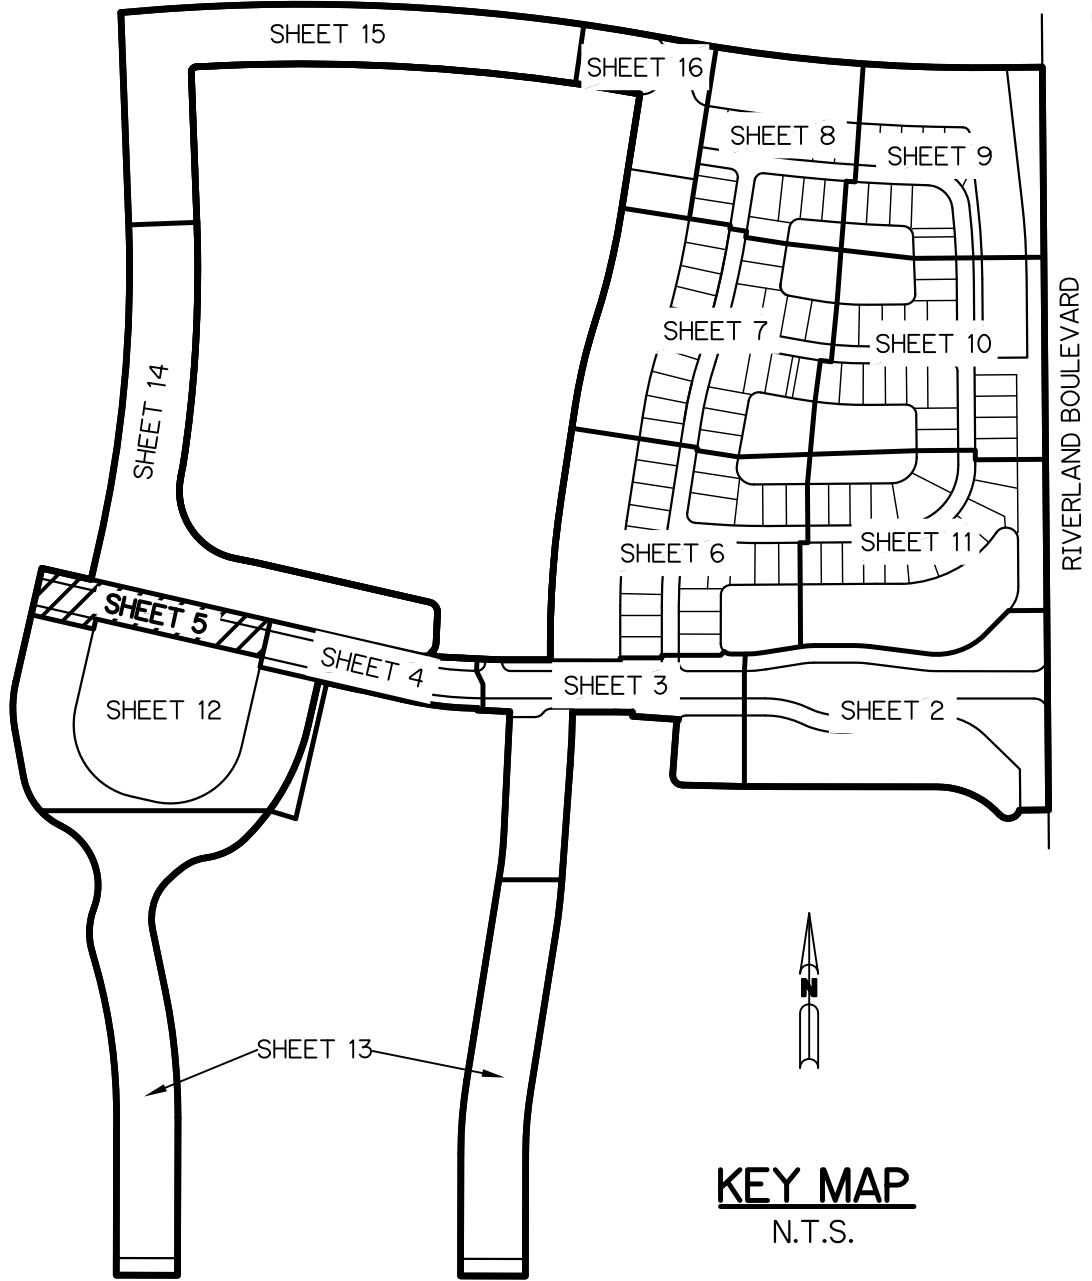 SHEET 15
SHEET 16
SHEET 8
SHEET 9
RIVERLAND BOULEVARD
SHEET 7
SHEET 10
SHEET 14
SHEET 6
SHEET 11
SHEET 5
SHEET 4
SHEET 3
SHEET 12
SHEET 2
N
SHEET 13
KEY MAP
N.T.S.